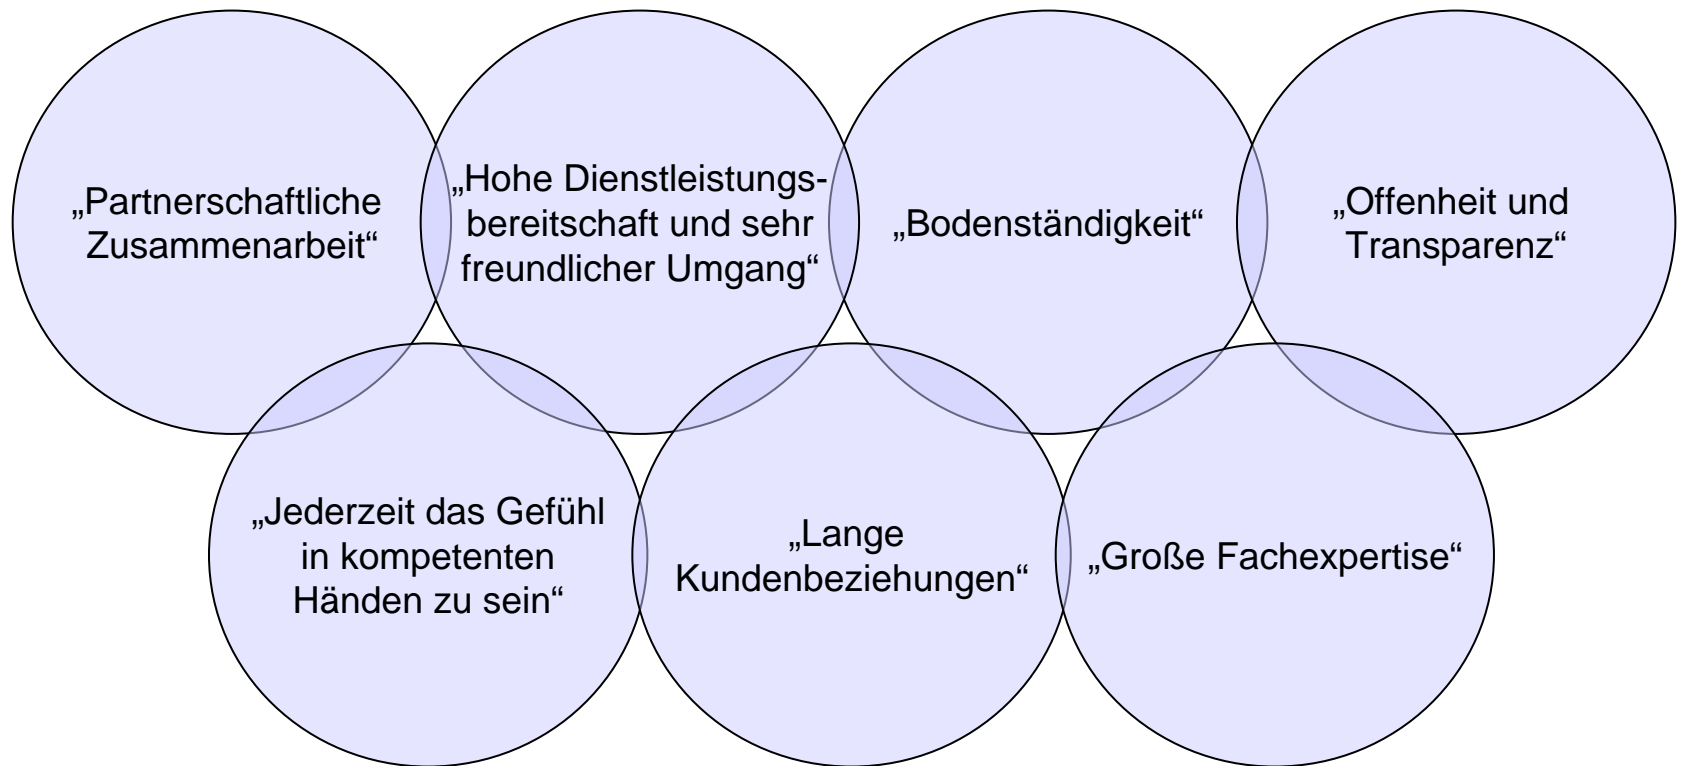 „Partnerschaftliche
Zusammenarbeit“
„Hohe Dienstleistungs-
bereitschaft und sehr
freundlicher Umgang“
„Bodenständigkeit“
„Offenheit und
Transparenz“
„Jederzeit das Gefühl
in kompetenten
Händen zu sein“
„Lange
Kundenbeziehungen“
„Große Fachexpertise“